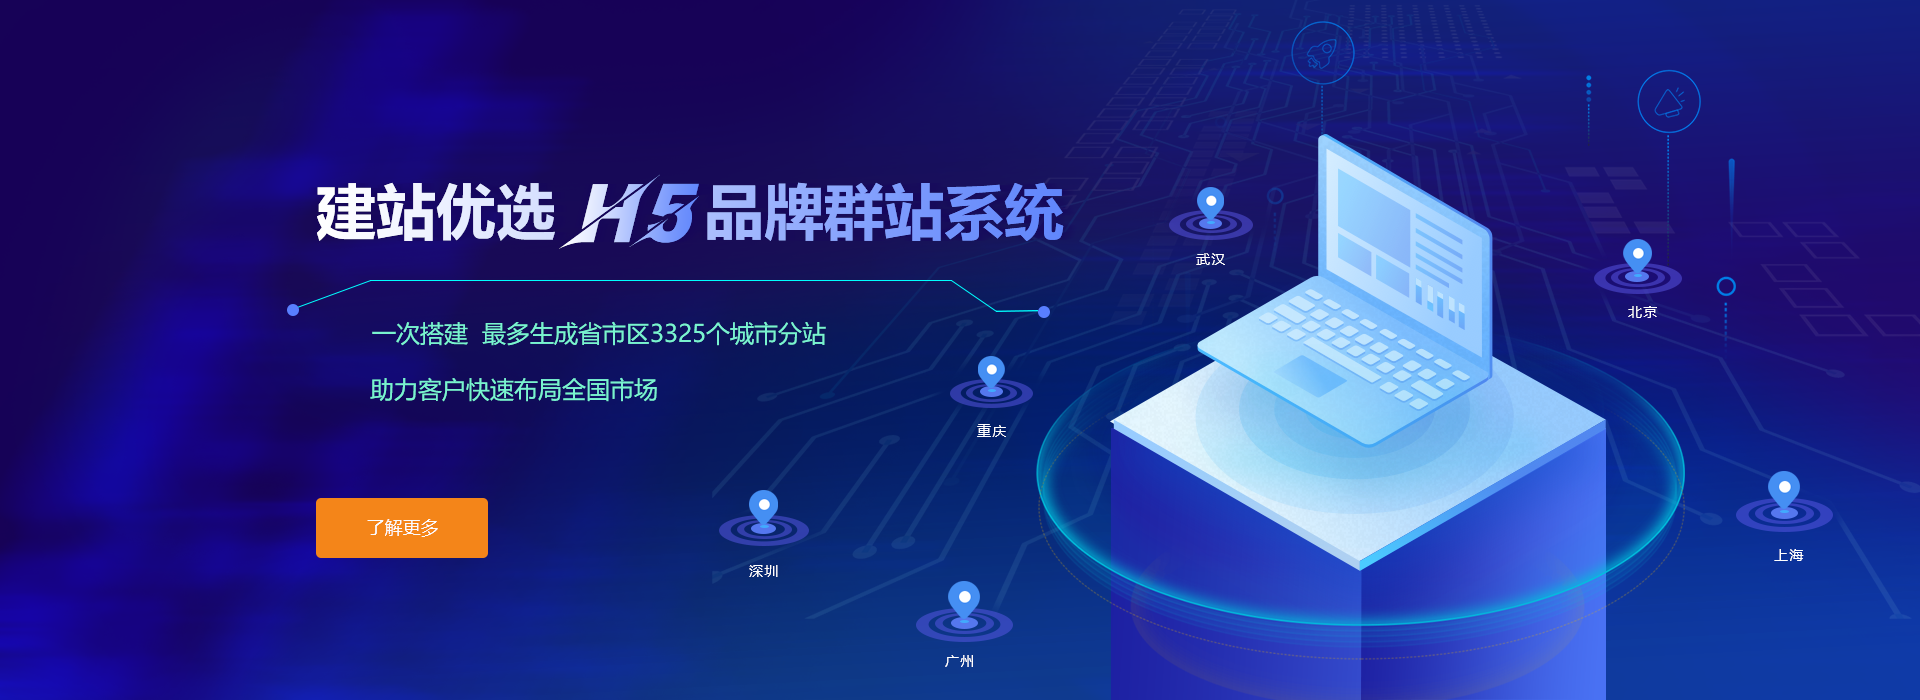 建站优选 H5 品牌群站系统
一次搭建 最多生成省市区3325个城市分站
助力客户快速布局全国市场
了解更多
武汉
北京
重庆
深圳
上海
广州